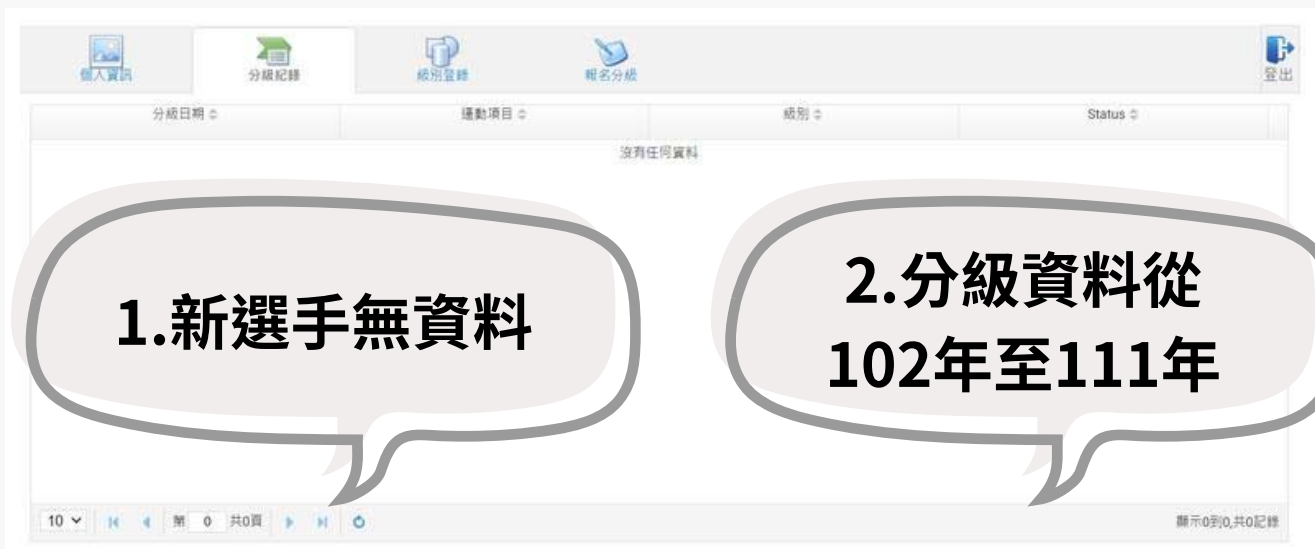 個人資訊
分級紀錄
級別登錄
報名分級
登出
分級日期
運動項目
級別
Status
沒有任何資料
1.新選手無資料
2.分級資料從
102年至111年
10
第 0 共0頁
顯示0到0,共0記錄